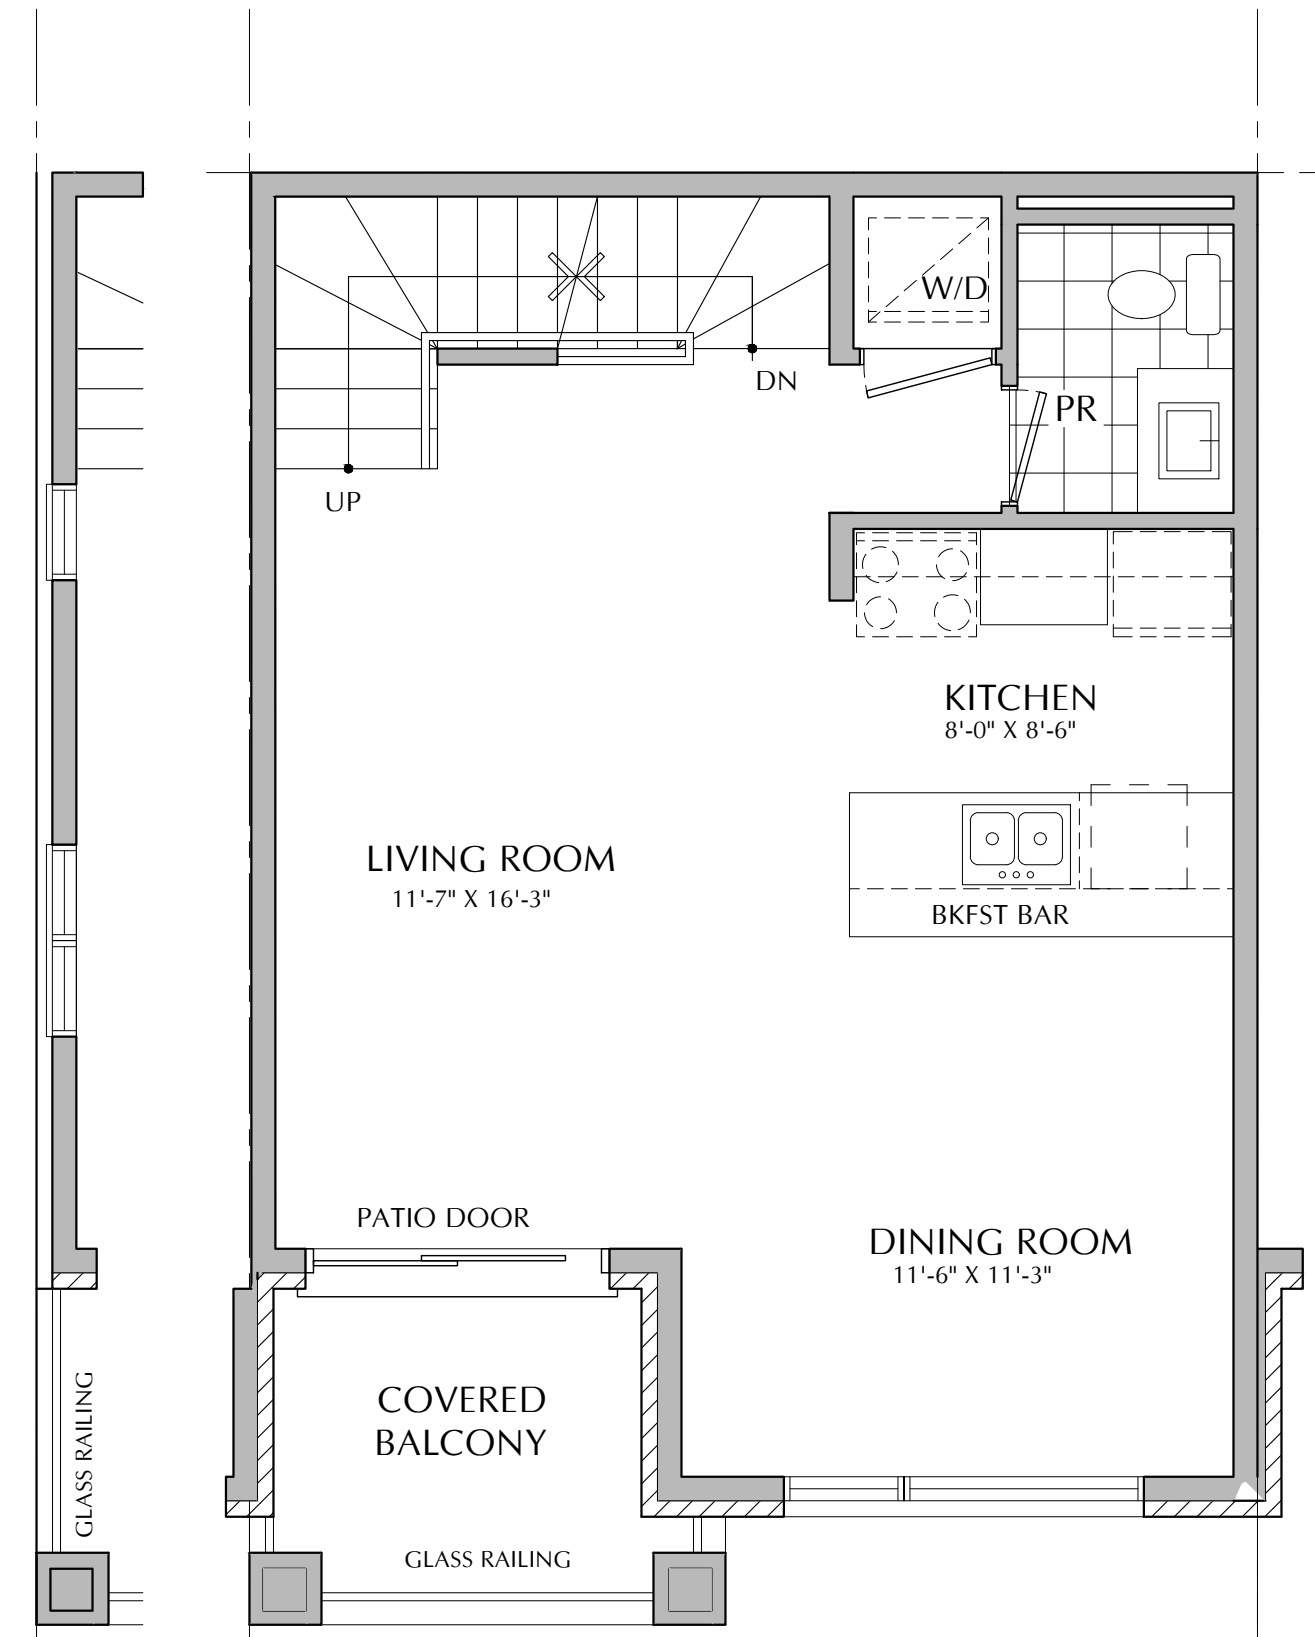 W/D
DN
PR
UP
KITCHEN
8'-0" X 8'-6"
LIVING ROOM
11'-7" X 16'-3"
BKFST BAR
PATIO DOOR
DINING ROOM
11'-6" X 11'-3"
COVERED
BALCONY
GLASS RAILING
GLASS RAILING